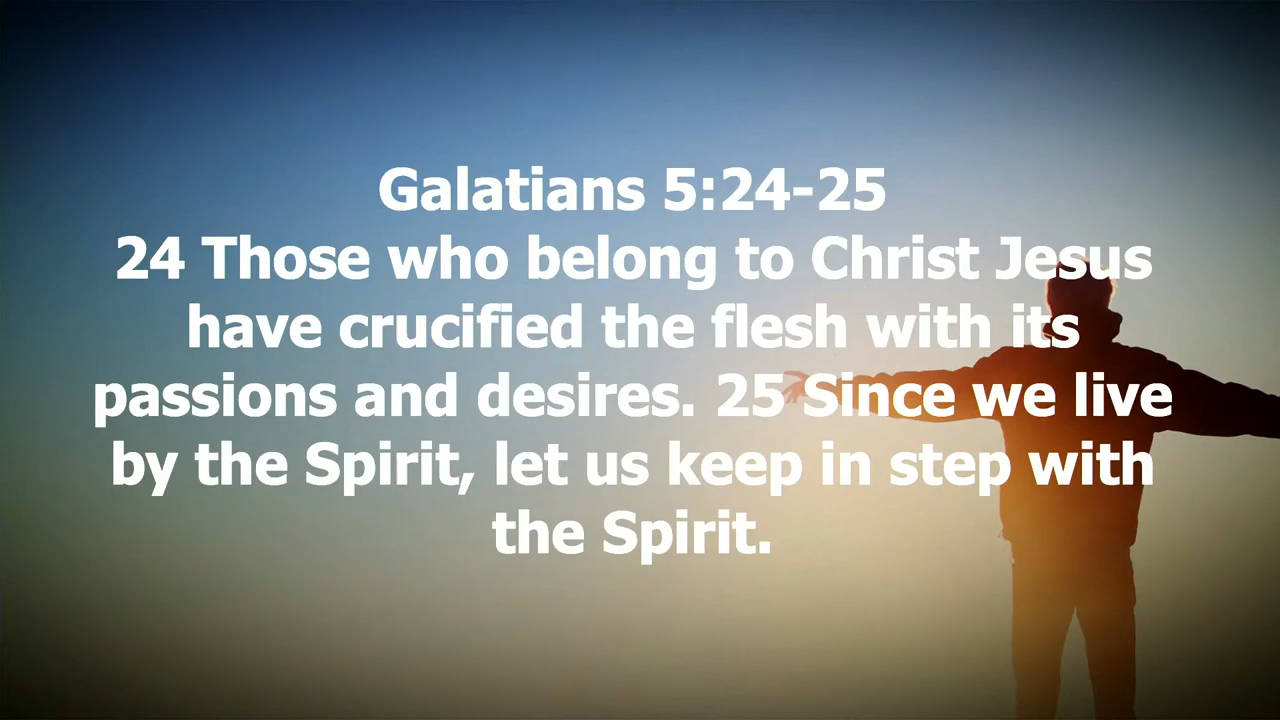 Galatians 5:24-25
24 Those who belong to Christ Jesus
have crucified the flesh with its
passions and desires. 25 Since we live
by the Spirit, let us keep in step with
the Spirit.